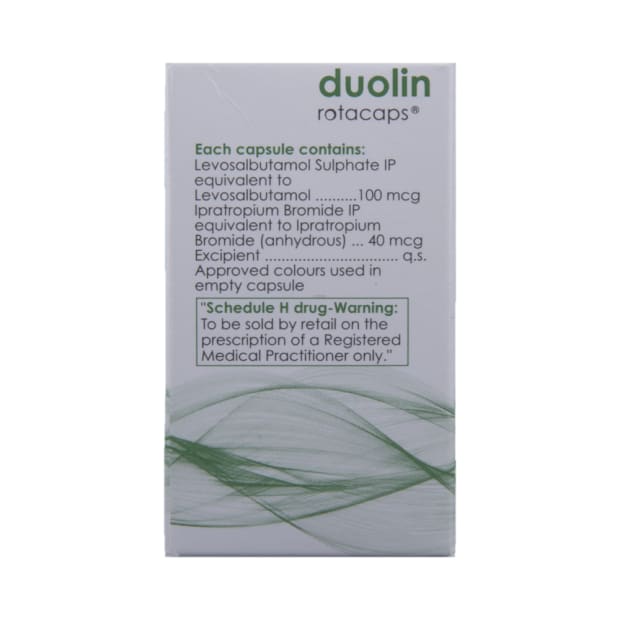 duolin
rotacaps®
Each capsule contains:
Levosalbutamol Sulphate IP
equivalent to
Levosalbutamol ..........100 mcg
Ipratropium Bromide IP
equivalent to Ipratropium
Bromide (anhydrous) ... 40 mcg
Excipient ................................ q.s.
Approved colours used in
empty capsule
"Schedule H drug-Warning:
To be sold by retail on the
prescription of a Registered
Medical Practitioner only."